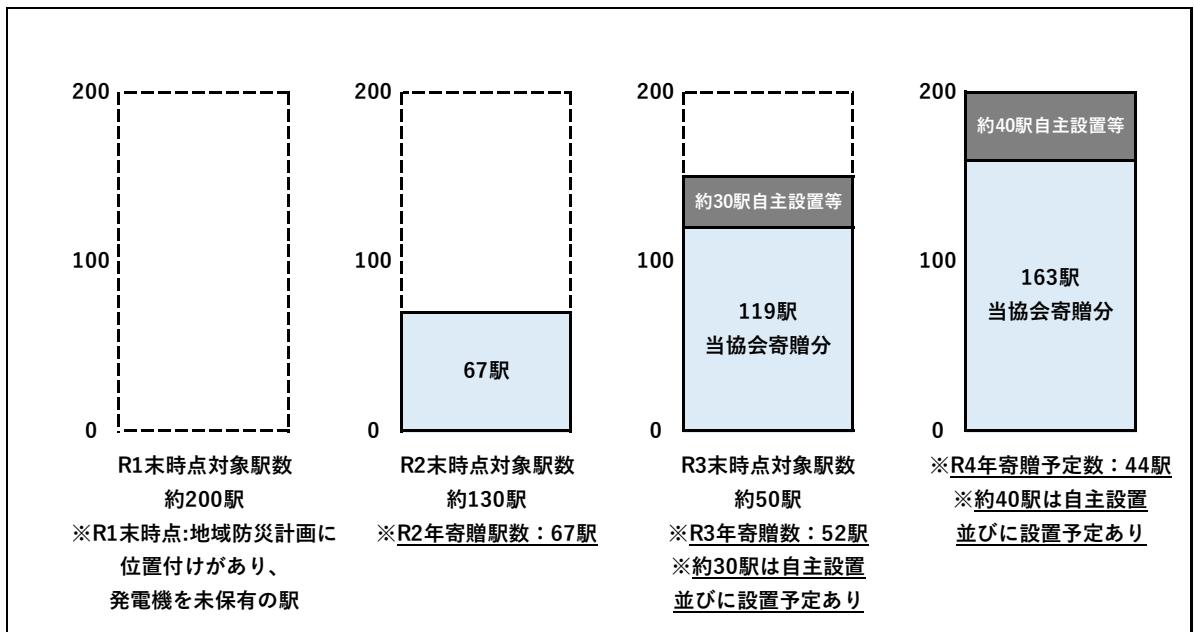 200
100
0
R1末時点対象駅数
約200駅
※R1末時点:地域防災計画に
位置付けがあり、
発電機を未保有の駅
200
100
0
67駅
R2末時点対象駅数
約130駅
※R2年寄贈駅数：67駅
200
100
0
約30駅自主設置等
119駅
当協会寄贈分
R3末時点対象駅数
約50駅
※R3年寄贈数：52駅
※約30駅は自主設置
並びに設置予定あり
200
100
0
約40駅自主設置等
163駅
当協会寄贈分
※R4年寄贈予定数：44駅
※約40駅は自主設置
並びに設置予定あり